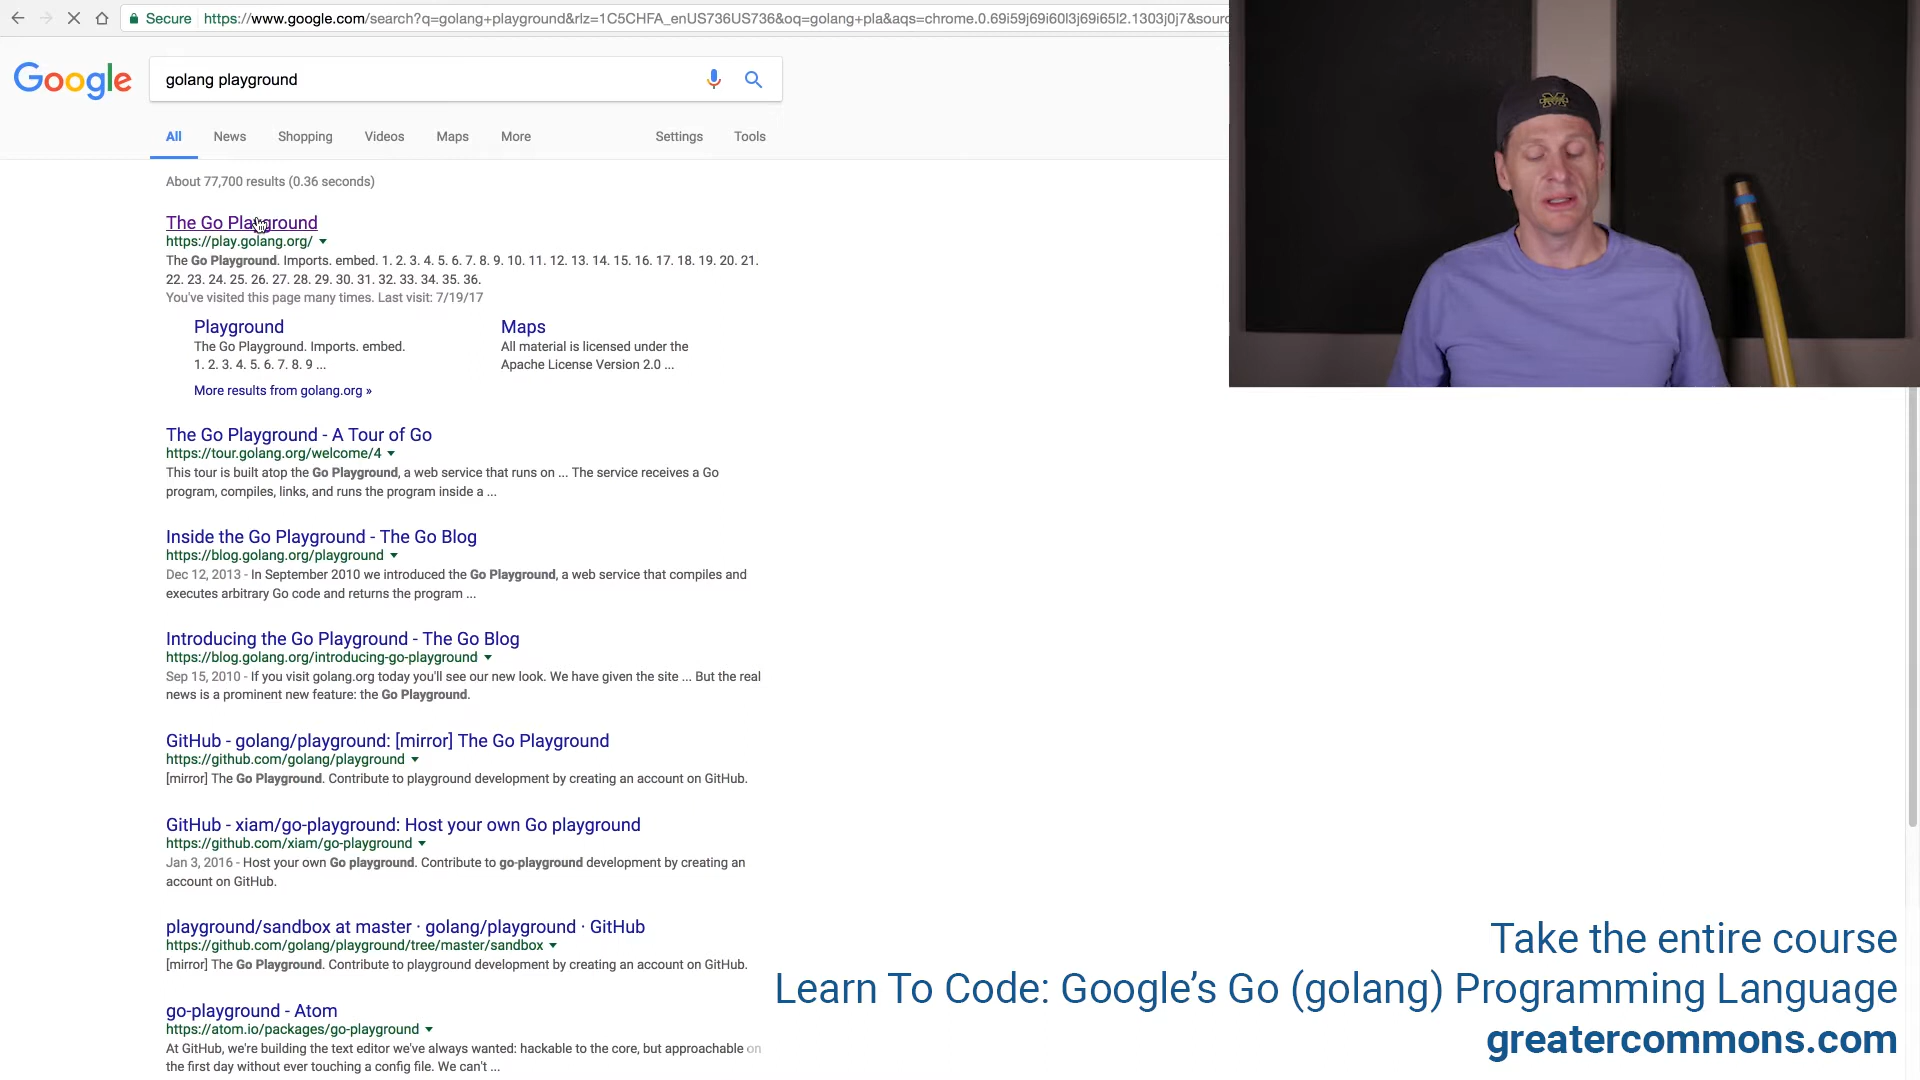 Secure https://www.google.com/search?q=golang+playground&rlz=1C5CHFA_enUS736US736&oq=golang+pla&aqs=chrome.0.69i59j69i60l3j69i65l2.1303j0j7&sourc
Google
golang playground
All News Shopping Videos Maps More Settings Tools
About 77,700 results (0.36 seconds)
The Go Playground
https://play.golang.org/
The Go Playground. Imports. embed. 1. 2. 3. 4. 5. 6. 7. 8. 9. 10. 11. 12. 13. 14. 15. 16. 17. 18. 19. 20. 21.
22. 23. 24. 25. 26. 27. 28. 29. 30. 31. 32. 33. 34. 35. 36.
You've visited this page many times. Last visit: 7/19/17
Playground
The Go Playground. Imports. embed.
1. 2. 3. 4. 5. 6. 7. 8. 9 ...
Maps
All material is licensed under the
Apache License Version 2.0 ...
More results from golang.org »
The Go Playground - A Tour of Go
https://tour.golang.org/welcome/4
This tour is built atop the Go Playground, a web service that runs on ... The service receives a Go
program, compiles, links, and runs the program inside a ...
Inside the Go Playground - The Go Blog
https://blog.golang.org/playground
Dec 12, 2013 - In September 2010 we introduced the Go Playground, a web service that compiles and
executes arbitrary Go code and returns the program ...
Introducing the Go Playground - The Go Blog
https://blog.golang.org/introducing-go-playground
Sep 15, 2010 - If you visit golang.org today you'll see our new look. We have given the site ... But the real
news is a prominent new feature: the Go Playground.
GitHub - golang/playground: [mirror] The Go Playground
https://github.com/golang/playground
[mirror] The Go Playground. Contribute to playground development by creating an account on GitHub.
GitHub - xiam/go-playground: Host your own Go playground
https://github.com/xiam/go-playground
Jan 3, 2016 - Host your own Go playground. Contribute to go-playground development by creating an
account on GitHub.
playground/sandbox at master · golang/playground · GitHub
https://github.com/golang/playground/tree/master/sandbox
[mirror] The Go Playground. Contribute to playground development by creating an account on GitHub.
go-playground - Atom
https://atom.io/packages/go-playground
At GitHub, we're building the text editor we've always wanted: hackable to the core, but approachable on
the first day without ever touching a config file. We can't ...
Take the entire course
Learn To Code: Google's Go (golang) Programming Language
greatercommons.com